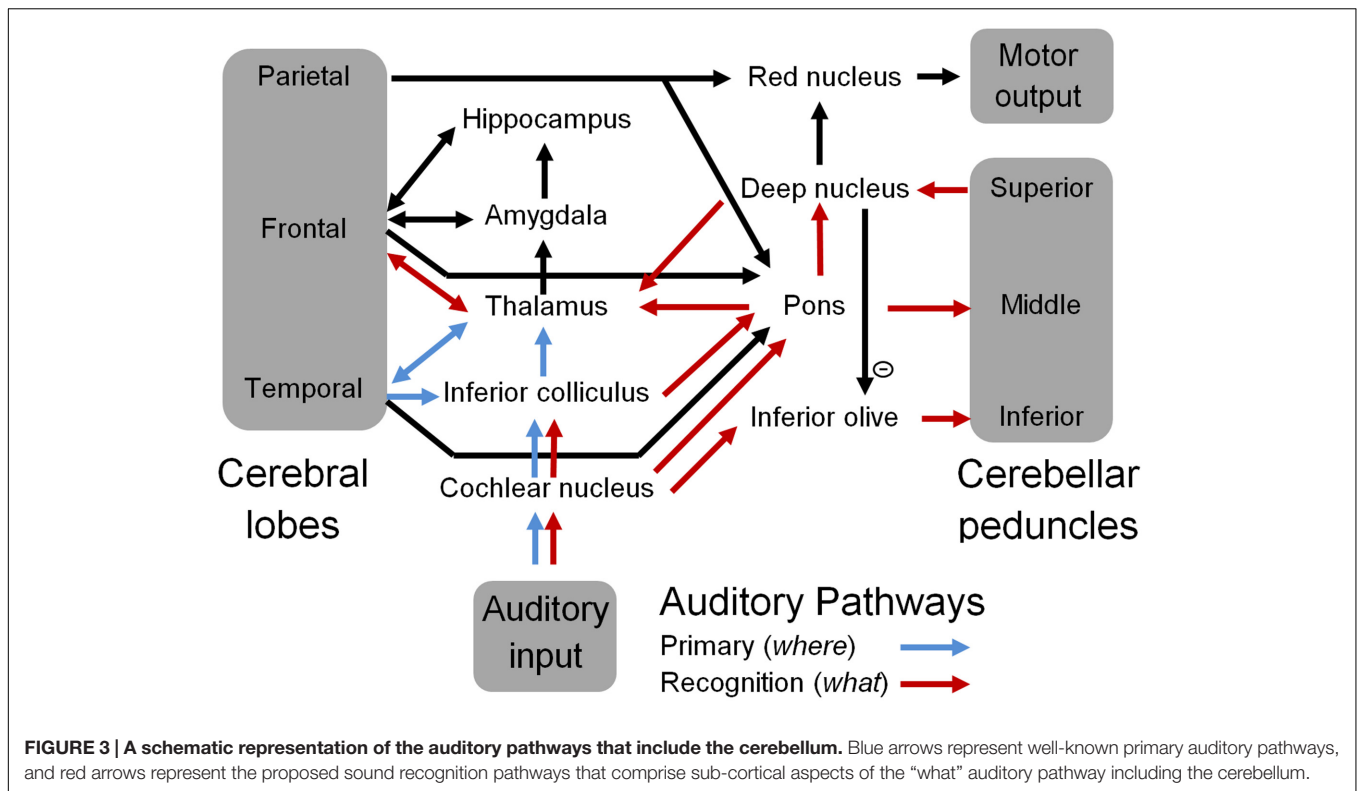 Parietal
Red nucleus
Motor
output
Hippocampus
Deep nucleus
Superior
Frontal
Amygdala
Thalamus
Pons
Middle
Temporal
Inferior colliculus
⊖
Inferior olive
Inferior
Cerebral
lobes
Cochlear nucleus
Cerebellar
peduncles
Auditory
input
Auditory Pathways
Primary (where)
Recognition (what)
FIGURE 3 | A schematic representation of the auditory pathways that include the cerebellum. Blue arrows represent well-known primary auditory pathways,
and red arrows represent the proposed sound recognition pathways that comprise sub-cortical aspects of the “what” auditory pathway including the cerebellum.